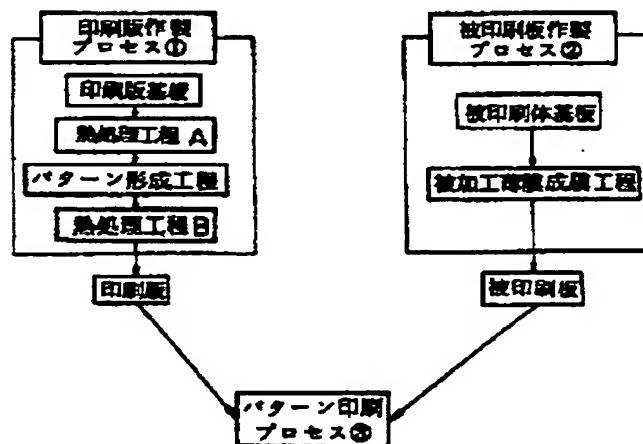 印刷版作製
プロセス①
印刷版基板
熱処理工程 A
パターン形成工程
熱処理工程 B
印刷版
被印刷板作製
プロセス②
被印刷体基板
被加工薄膜成膜工程
被印刷板
パターン印刷
プロセス③